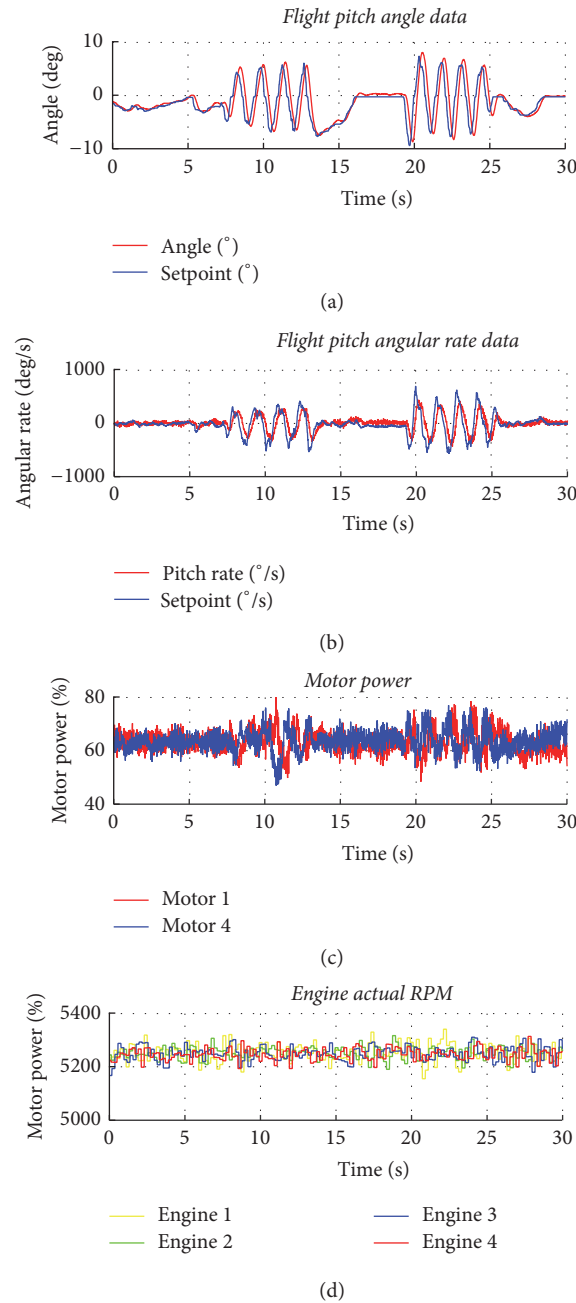 Flight pitch angle data
10
0
−10
Angle (deg)
0 5 10 15 20 25 30
Time (s)
Angle (°)
Setpoint (°)
(a)
Flight pitch angular rate data
1000
0
−1000
Angular rate (deg/s)
0 5 10 15 20 25 30
Time (s)
Pitch rate (°/s)
Setpoint (°/s)
(b)
Motor power
80
60
40
Motor power (%)
0 5 10 15 20 25 30
Time (s)
Motor 1
Motor 4
(c)
Engine actual RPM
5400
5200
5000
Motor power (%)
0 5 10 15 20 25 30
Time (s)
Engine 1 Engine 3
Engine 2 Engine 4
(d)